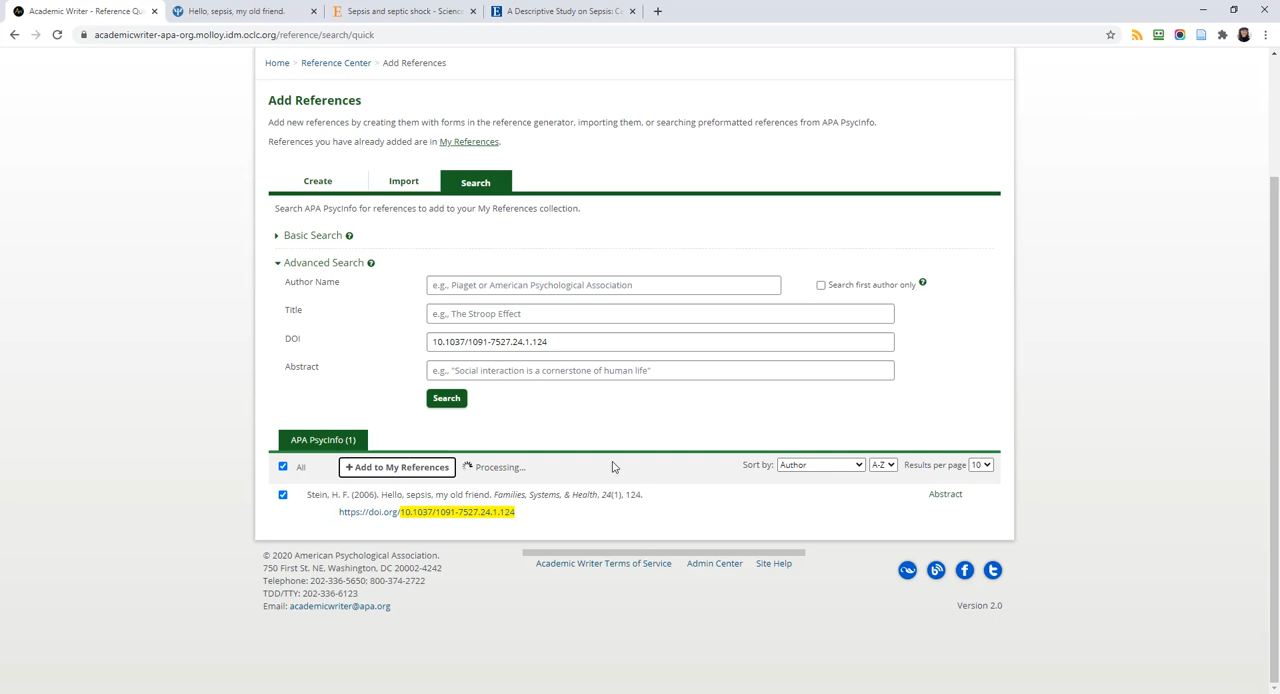 Academic Writer - Reference Qu
Hello, sepsis, my old friend.
Sepsis and septic shock - Scienc
A Descriptive Study on Sepsis: C
academicwriter-apa-org.molloy.idm.oclc.org/reference/search/quick
Home > Reference Center > Add References
Add References
Add new references by creating them with forms in the reference generator, importing them, or searching preformatted references from APA PsycInfo.
References you have already added are in My References.
Create Import Search
Search APA PsycInfo for references to add to your My References collection.
Basic Search ?
Advanced Search ?
Author Name e.g., Piaget or American Psychological Association Search first author only ?
Title e.g., The Stroop Effect
DOI 10.1037/1091-7527.24.1.124
Abstract e.g., "Social interaction is a cornerstone of human life"
Search
APA PsycInfo (1)
All + Add to My References Processing... Sort by: Author A-Z Results per page 10
Stein, H. F. (2006). Hello, sepsis, my old friend. Families, Systems, & Health, 24(1), 124. Abstract
https://doi.org/10.1037/1091-7527.24.1.124
© 2020 American Psychological Association.
750 First St. NE, Washington, DC 20002-4242
Telephone: 202-336-5650; 800-374-2722
TDD/TTY: 202-336-6123
Email: academicwriter@apa.org
Academic Writer Terms of Service Admin Center Site Help
Version 2.0